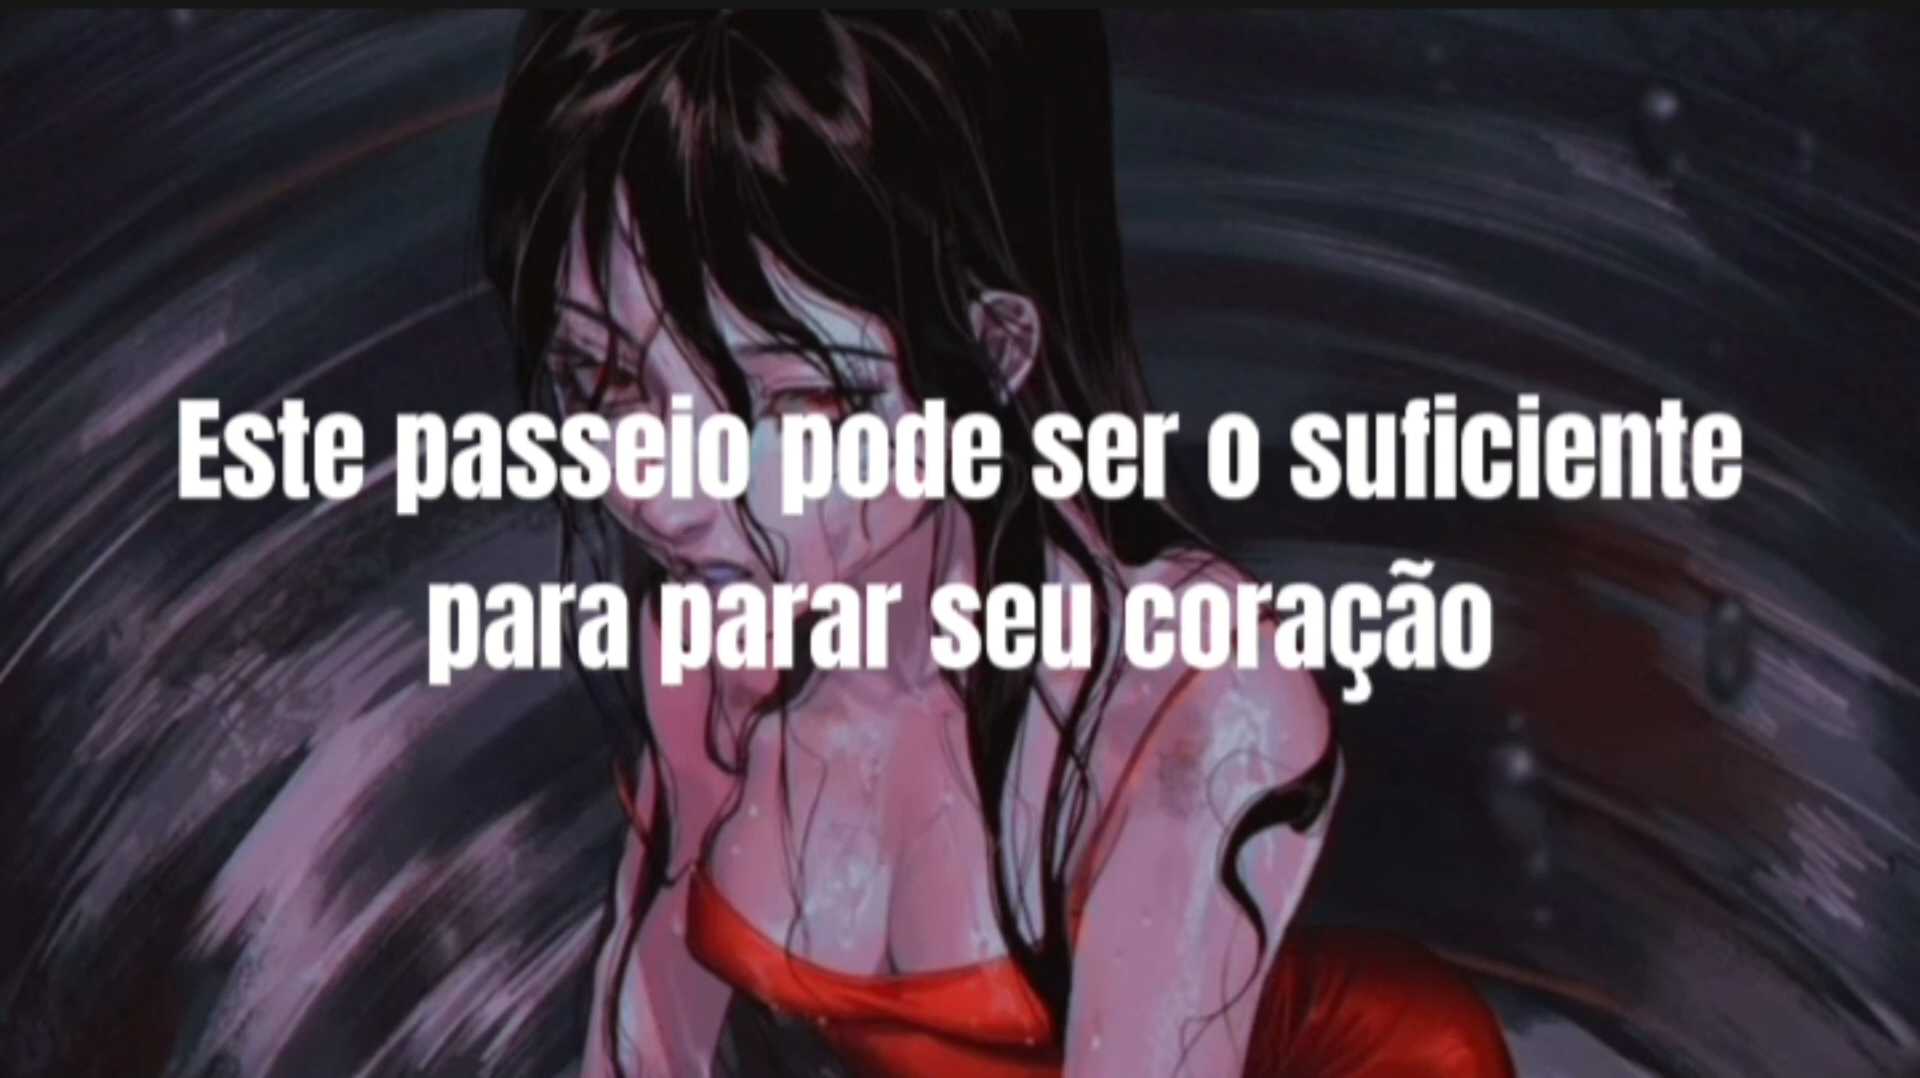 Este passeio pode ser o suficiente
para parar seu coração